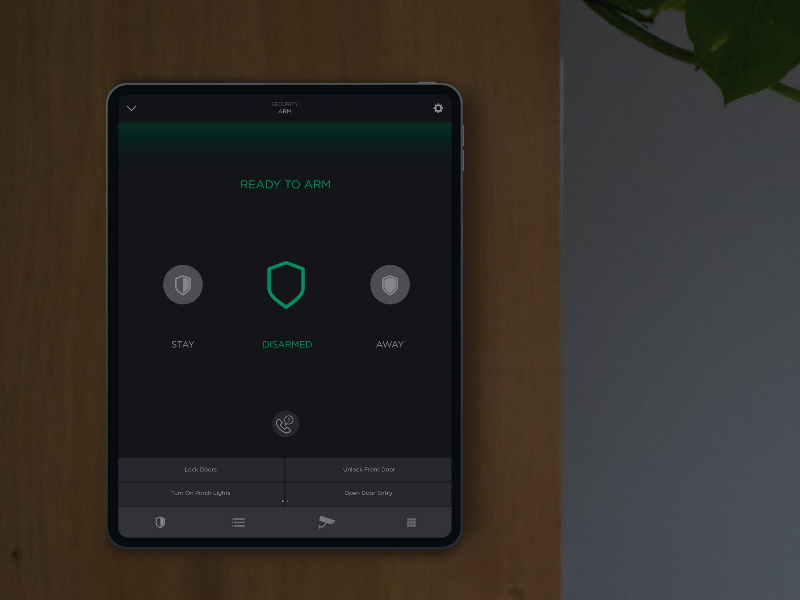 SECURITY
ARM
READY TO ARM
STAY
DISARMED
AWAY
Lock Doors
Unlock Front Door
Turn On Porch Lights
Open Door Entry